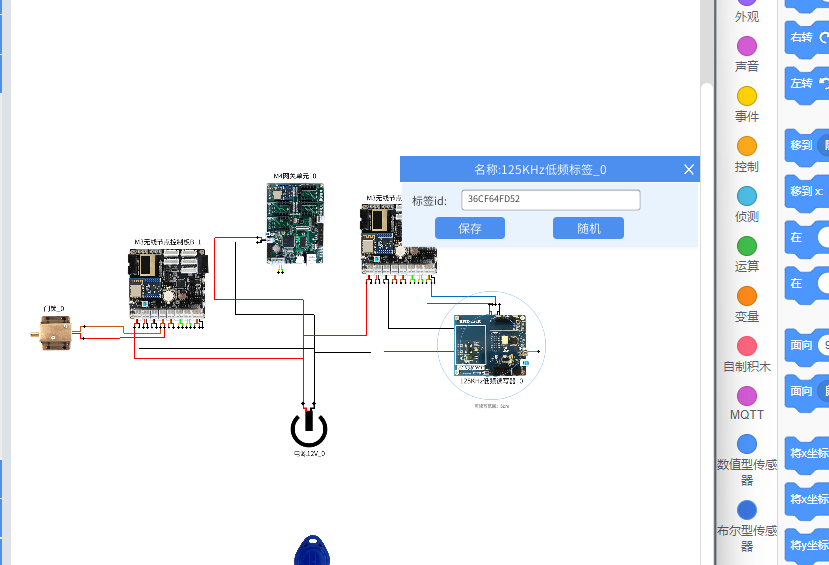 名称:125KHz低频标签_0
标签id:
36CF64FD52
保存
随机
M4网关单元_0
M3无线节点
M3无线节点控制板B_1
门锁_0
125KHz低频读写器_0
电源12V_0
外观
声音
事件
控制
侦测
运算
变量
自制积木
MQTT
数值型传感
器
布尔型传感
器
右转
左转
移到
移到 x:
在
在
面向
面向
将x坐标
将x坐标
将y坐标